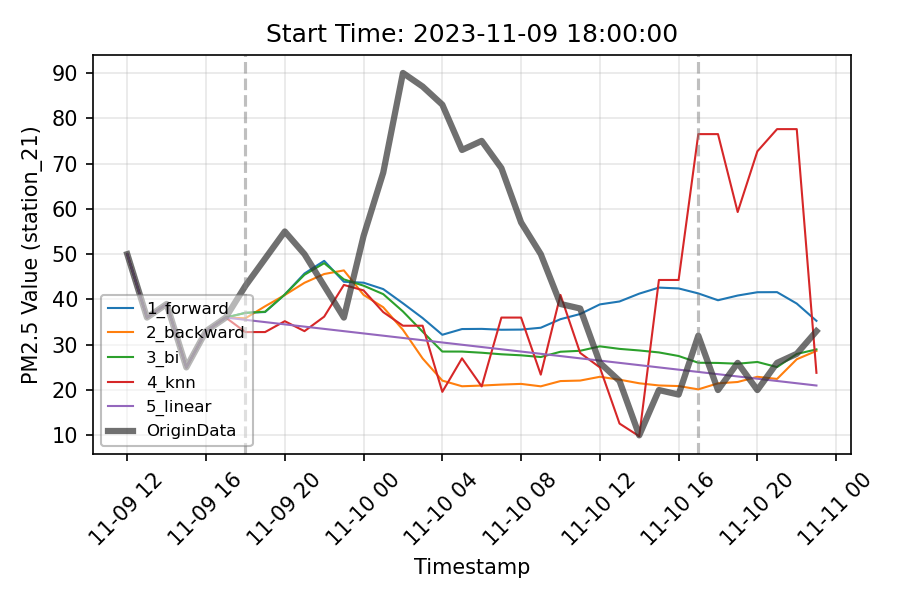 Start Time: 2023-11-09 18:00:00
PM2.5 Value (station_21)
90
80
70
60
50
40
30
20
10
1_forward
2_backward
3_bi
4_knn
5_linear
OriginData
11-09 12
11-09 16
11-09 20
11-10 00
11-10 04
11-10 08
11-10 12
11-10 16
11-10 20
11-11 00
Timestamp